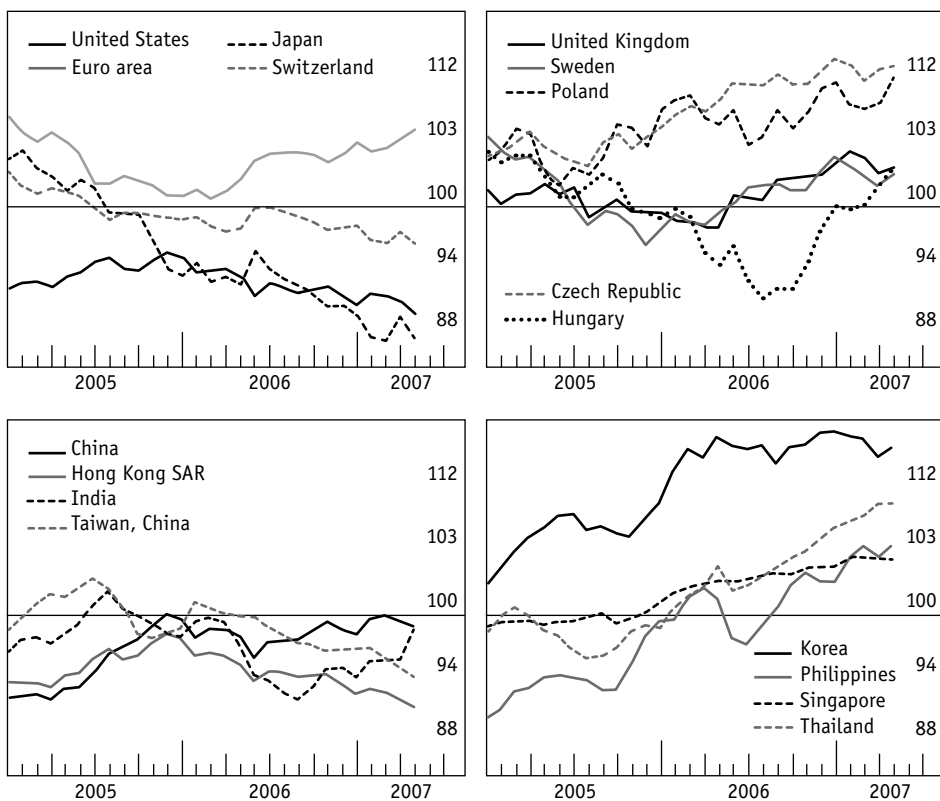 United States Japan
Euro area Switzerland
112
103
100
94
88
2005 2006 2007
United Kingdom
Sweden
Poland
112
103
100
94
Czech Republic
Hungary
88
2005 2006 2007
China
Hong Kong SAR
India
Taiwan, China
112
103
100
94
88
2005 2006 2007
112
103
100
Korea
Philippines
94
Singapore
Thailand
88
2005 2006 2007